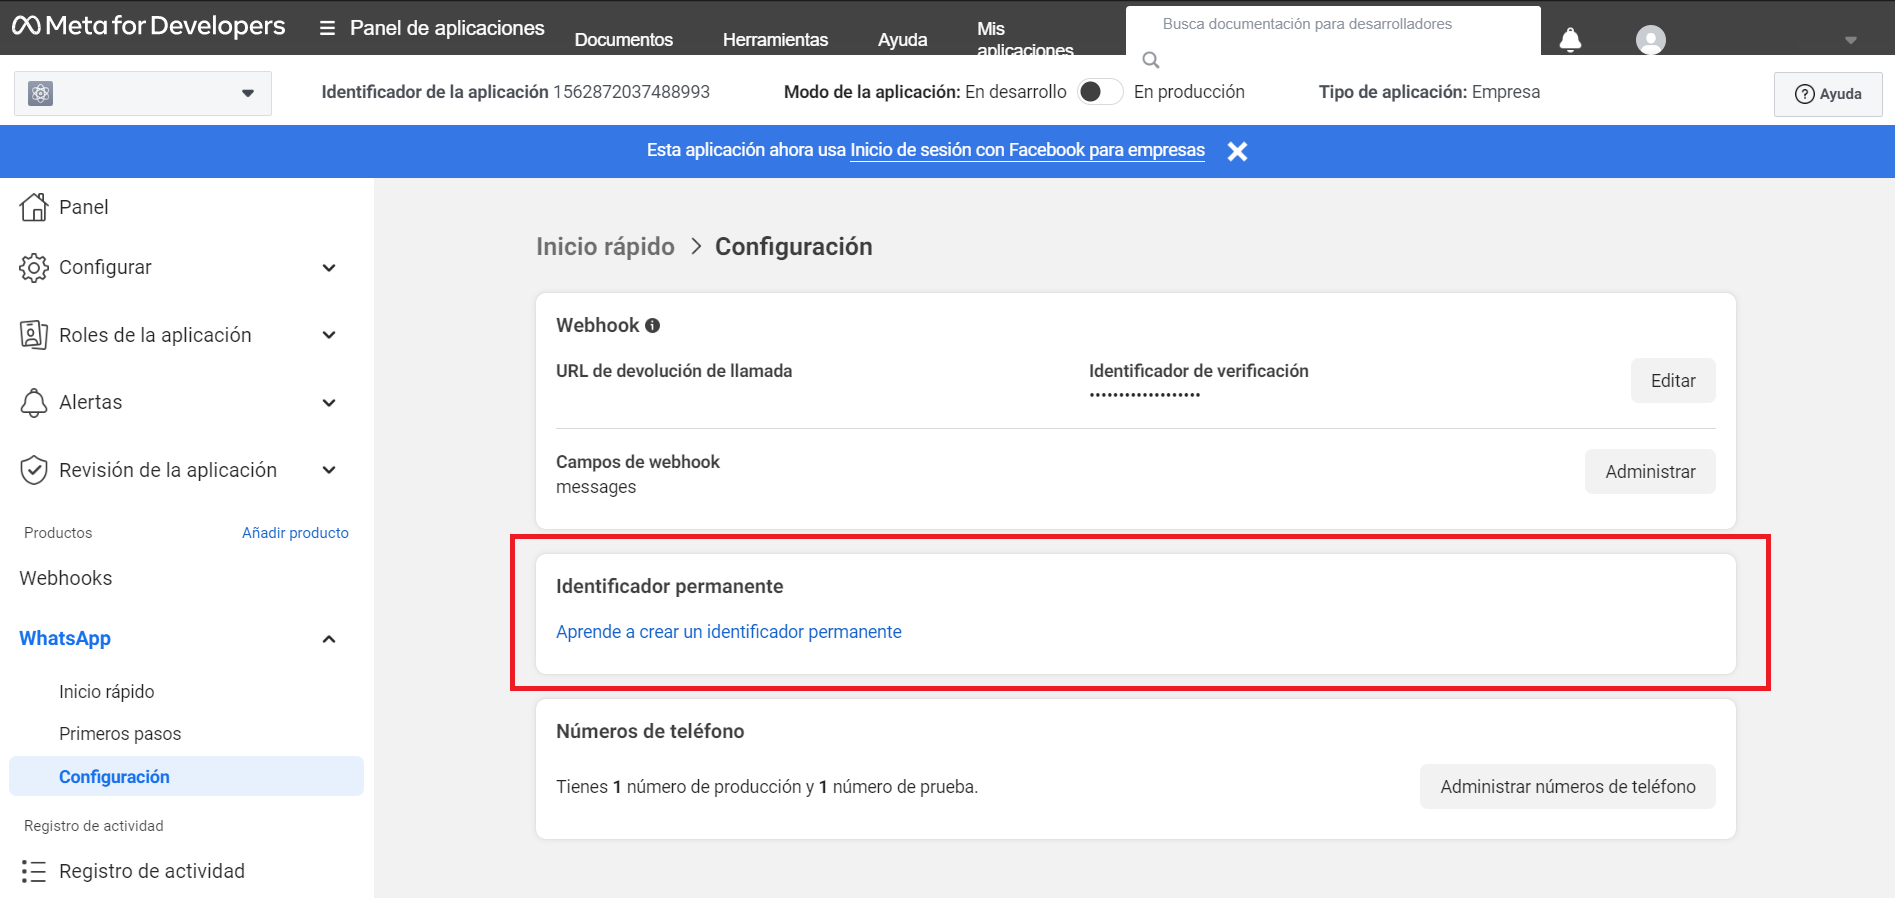 Meta for Developers
Panel de aplicaciones
Documentos
Herramientas
Ayuda
Mis
aplicaciones
Busca documentación para desarrolladores
Identificador de la aplicación 1562872037488993
Modo de la aplicación: En desarrollo
En producción
Tipo de aplicación: Empresa
Ayuda
Esta aplicación ahora usa Inicio de sesión con Facebook para empresas
Panel
Configurar
Roles de la aplicación
Alertas
Revisión de la aplicación
Productos
Añadir producto
Webhooks
WhatsApp
Inicio rápido
Primeros pasos
Configuración
Registro de actividad
Registro de actividad
Inicio rápido > Configuración
Webhook
URL de devolución de llamada
Identificador de verificación
•••••••••••••••••••
Editar
Campos de webhook
messages
Administrar
Identificador permanente
Aprende a crear un identificador permanente
Números de teléfono
Tienes 1 número de producción y 1 número de prueba.
Administrar números de teléfono